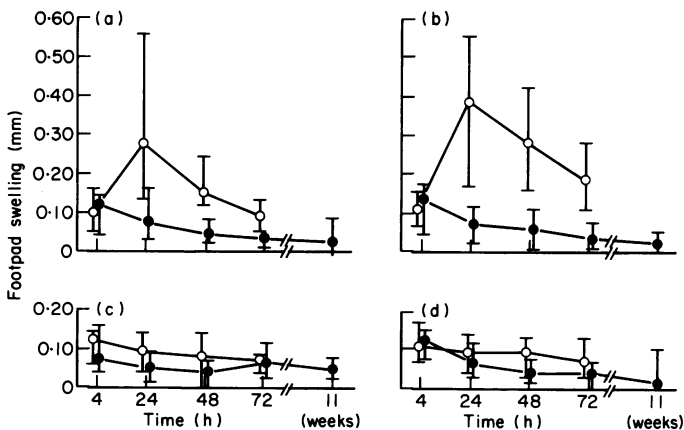 (a)
(b)
0·60
0·50
0·40
0·30
0·20
0·10
0
Footpad swelling (mm)
(c)
(d)
0·20
0·10
0
4 24 48 72 11
Time (h) (weeks)
4 24 48 72 11
Time (h) (weeks)